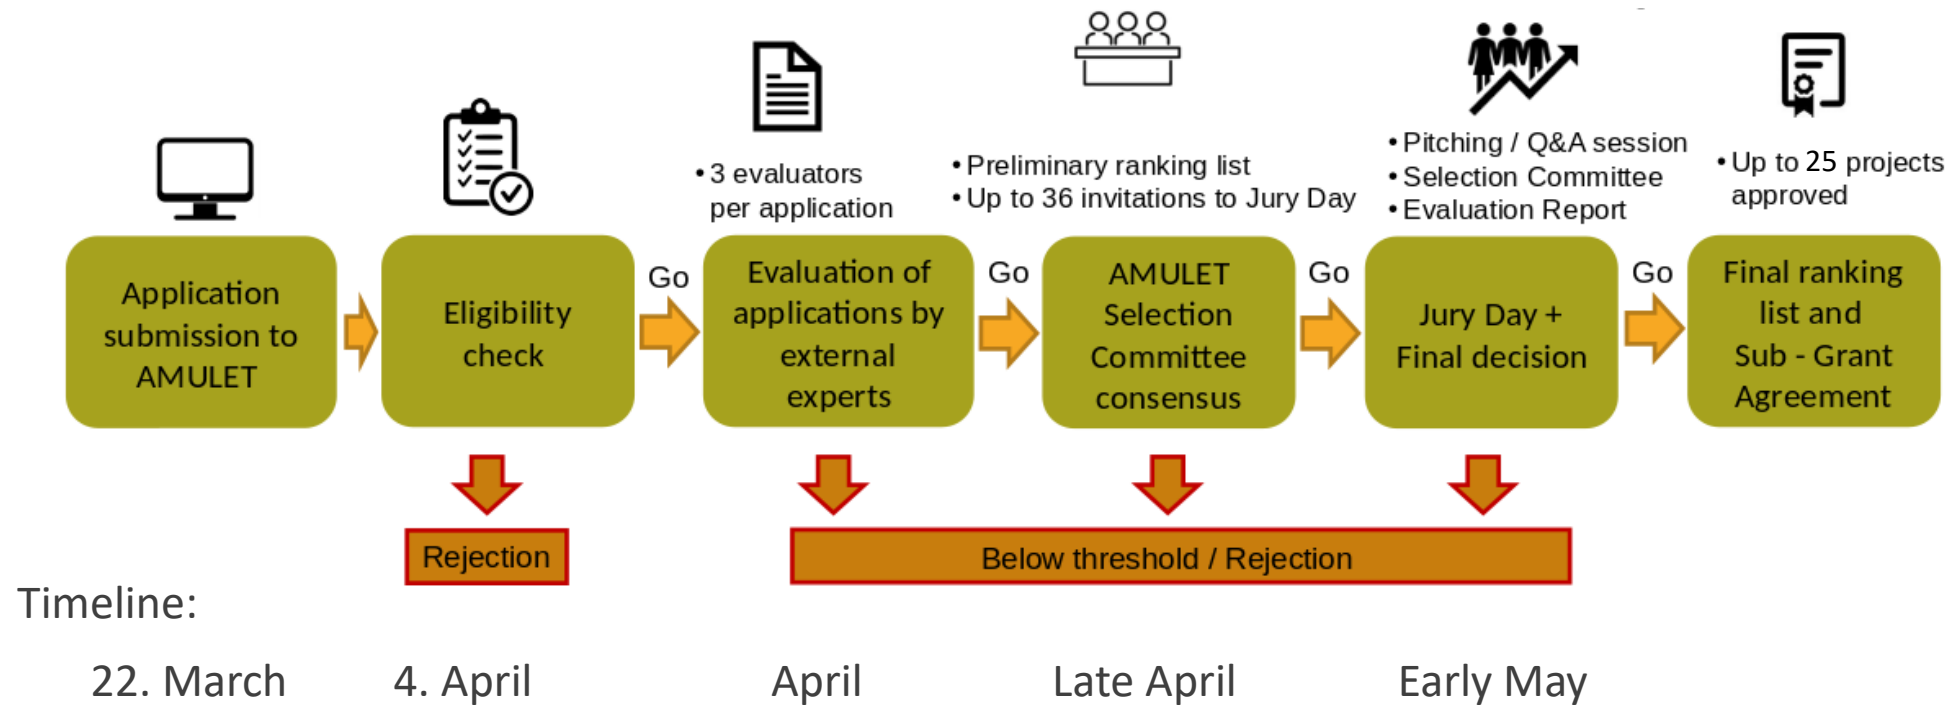 • 3 evaluators
per application
• Preliminary ranking list
• Up to 36 invitations to Jury Day
• Pitching / Q&A session
• Selection Committee
• Evaluation Report
• Up to 25 projects
approved
Application
submission to
AMULET
Eligibility
check
Go
Evaluation of
applications by
external
experts
Go
AMULET
Selection
Committee
consensus
Go
Jury Day +
Final decision
Go
Final ranking
list and
Sub - Grant
Agreement
Rejection
Below threshold / Rejection
Timeline:
22. March
4. April
April
Late April
Early May